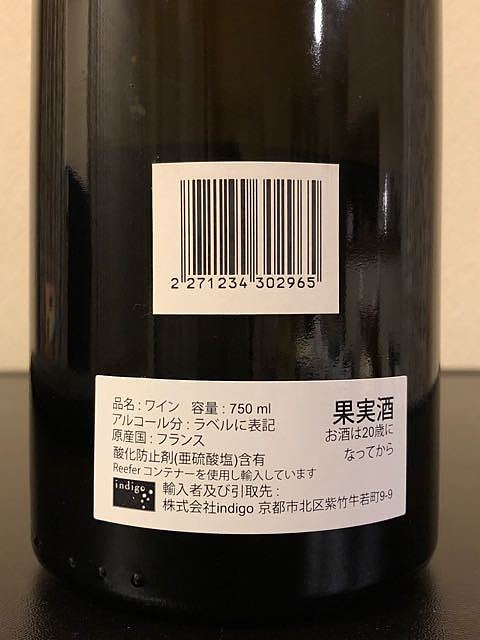 2 271234 302965
品名 : ワイン 容量 : 750 ml
アルコール分 : ラベルに表記
原産国 : フランス
酸化防止剤(亜硫酸塩)含有
Reefer コンテナーを使用し輸入しています
果実酒
お酒は20歳に
なってから
indigo
輸入者及び引取先 :
株式会社indigo 京都市北区紫竹牛若町9-9